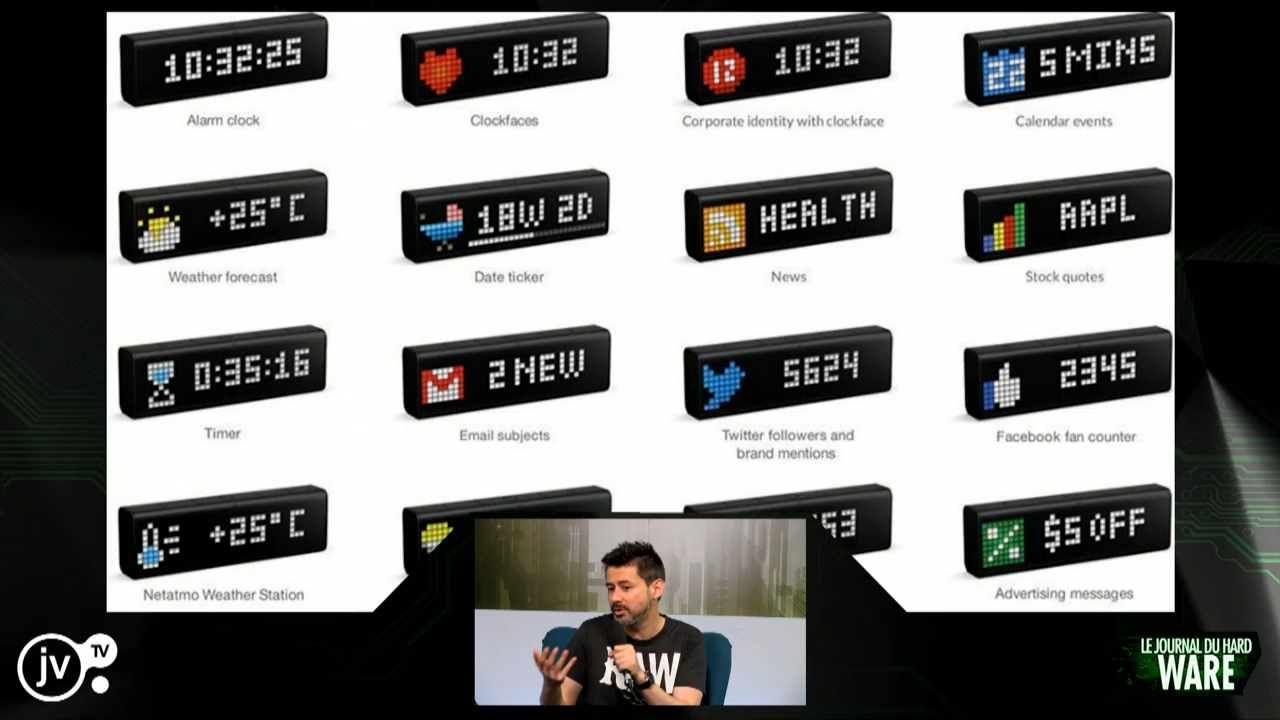 10:32:25
10:32
12
10:32
22
5 MINS
Alarm clock
Clockfaces
Corporate identity with clockface
Calendar events
+25°C
18W 2D
HEALTH
AAPL
Weather forecast
Date ticker
News
Stock quotes
0:35:16
2 NEW
5624
2345
Timer
Email subjects
Twitter followers and
brand mentions
Facebook fan counter
+25°C
%
$5 OFF
Netatmo Weather Station
Advertising messages
jv TV
LE JOURNAL DU HARD
WARE